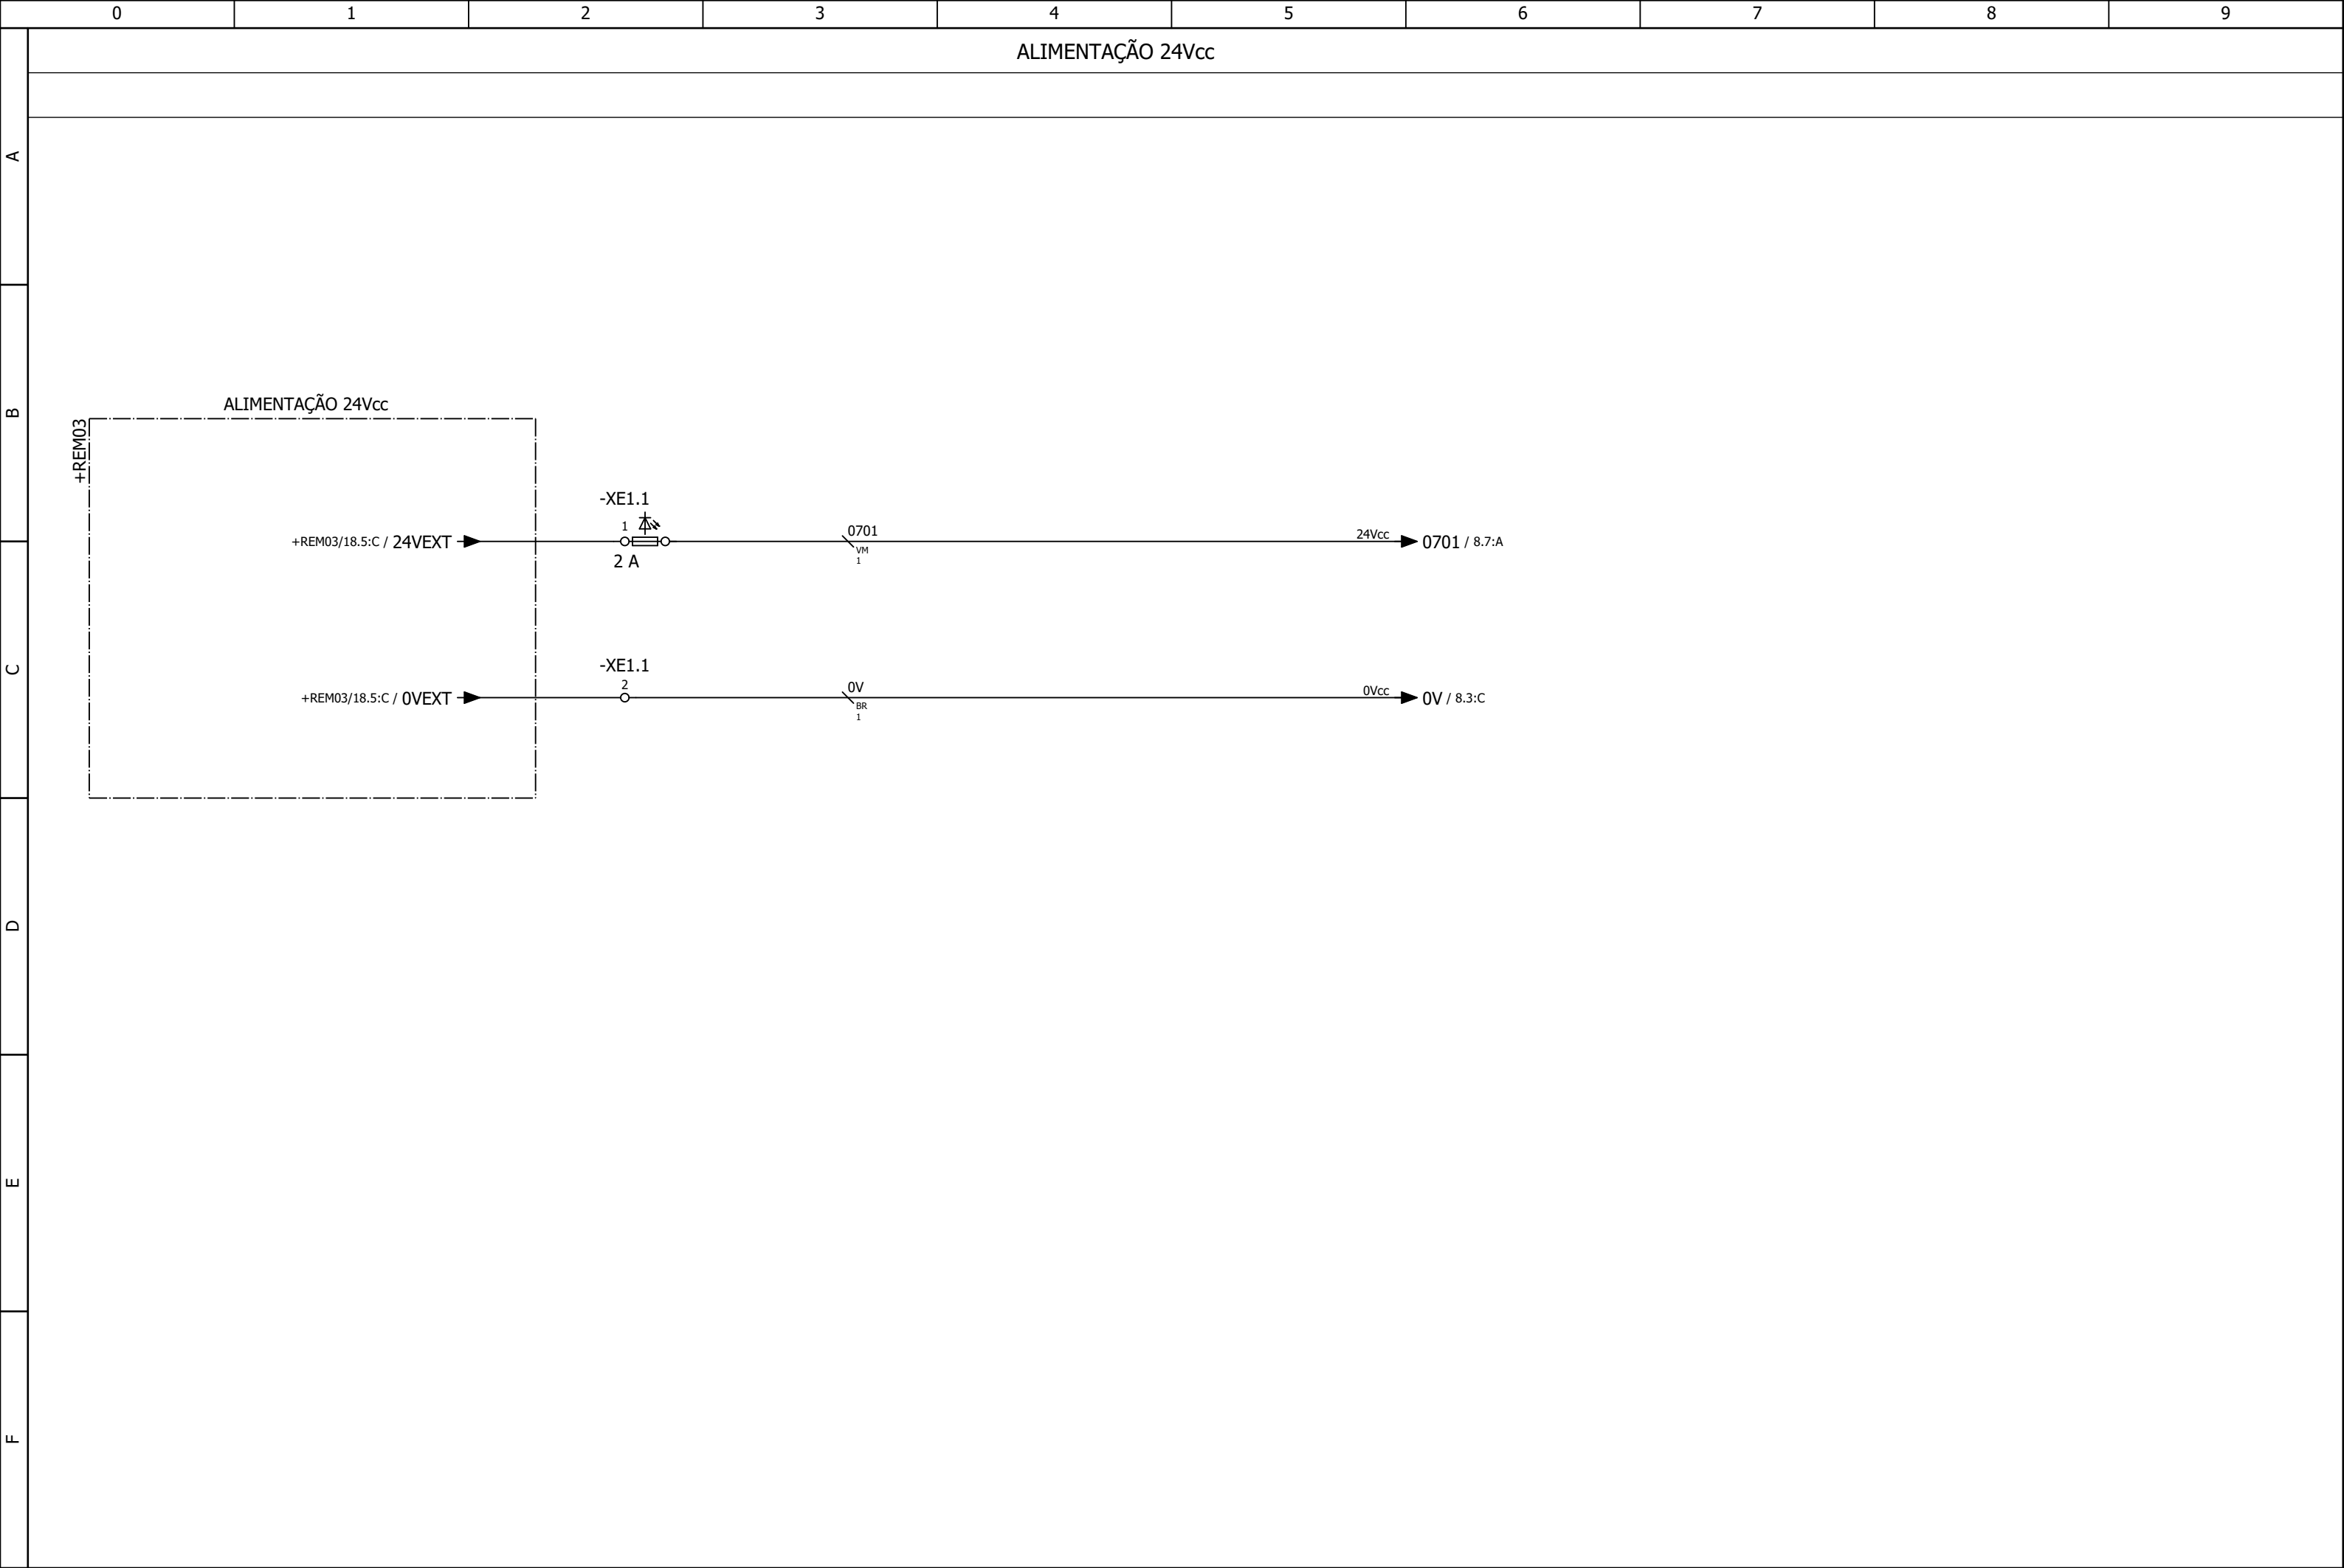 0 1 2 3 4 5 6 7 8 9
ALIMENTAÇÃO 24Vcc
A
B
ALIMENTAÇÃO 24Vcc
+REM03
-XE1.1
1
0701
+REM03/18.5:C / 24VEXT
24Vcc
0701 / 8.7:A
VM
1
2 A
C
-XE1.1
2
0V
+REM03/18.5:C / 0VEXT
0Vcc
0V / 8.3:C
BR
1
D
E
F